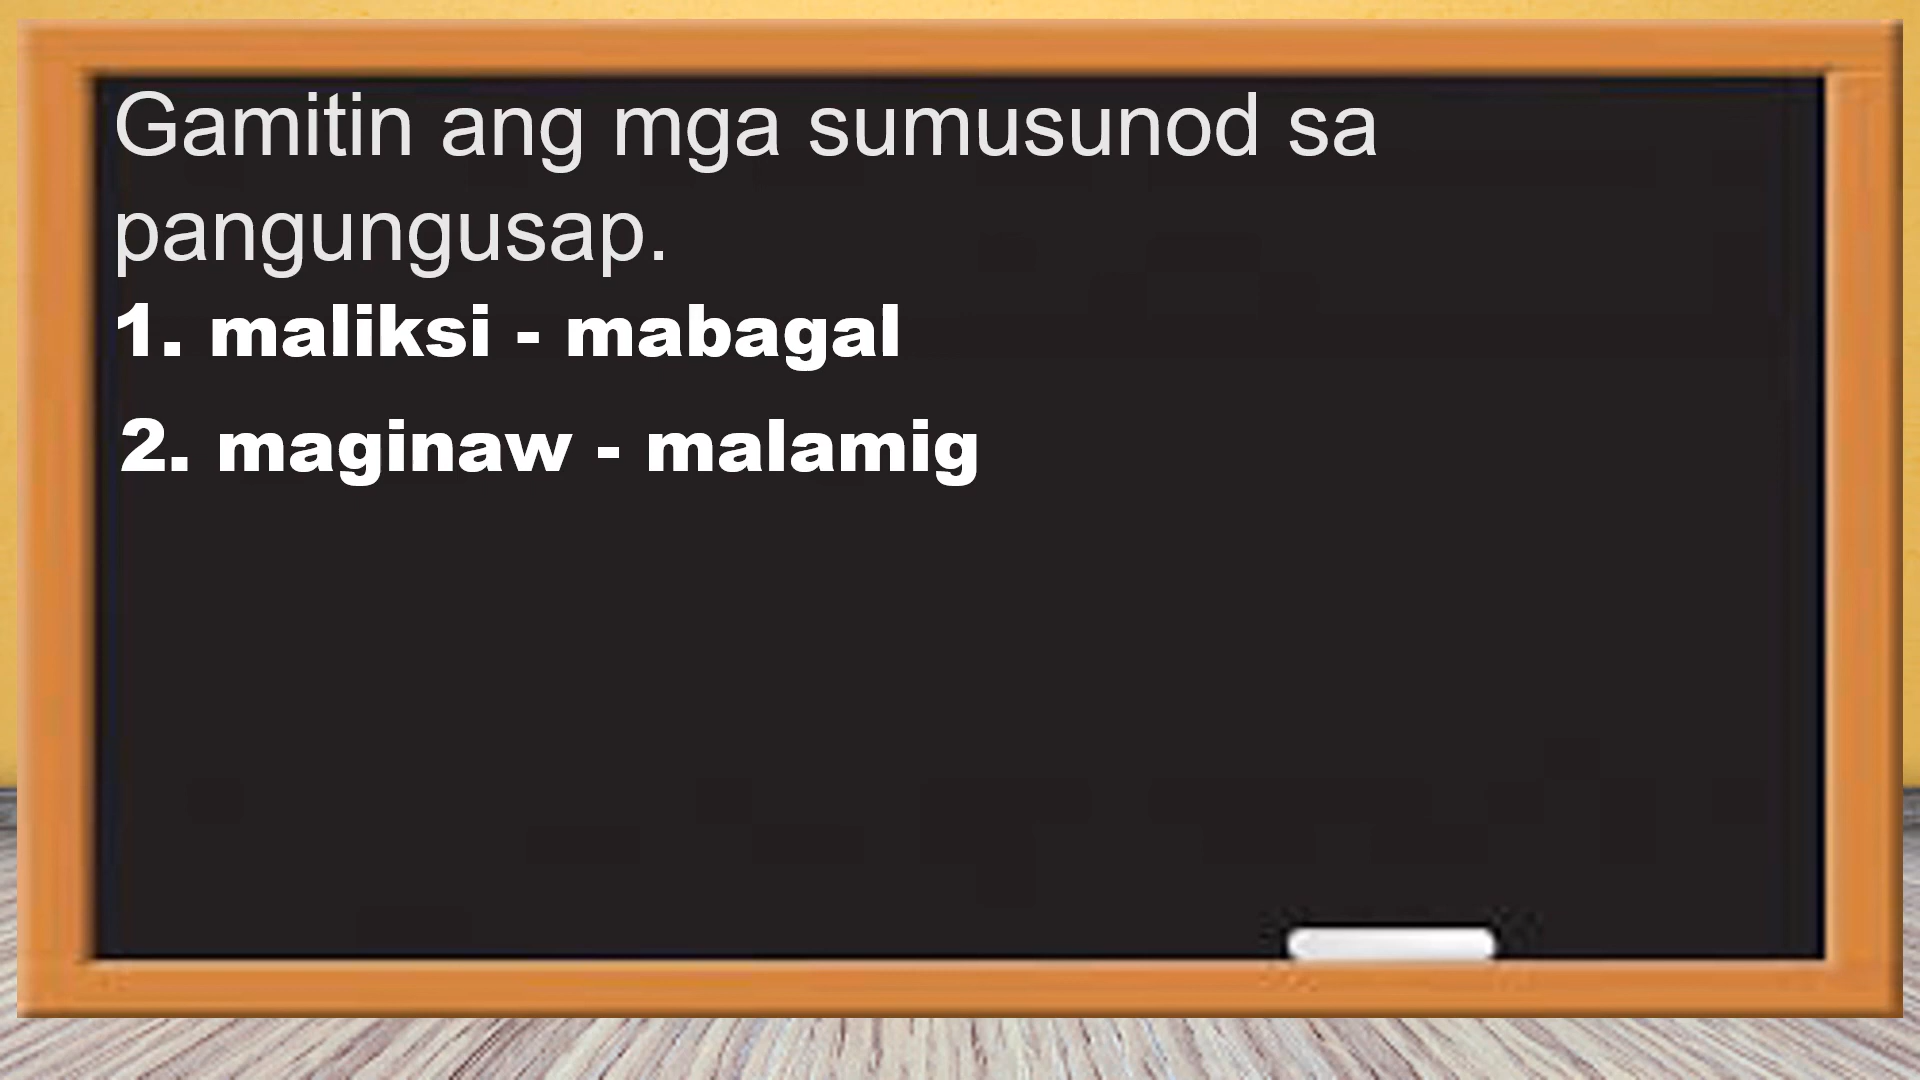 Gamitin ang mga sumusunod sa
pangungusap.
1. maliksi - mabagal
2. maginaw - malamig